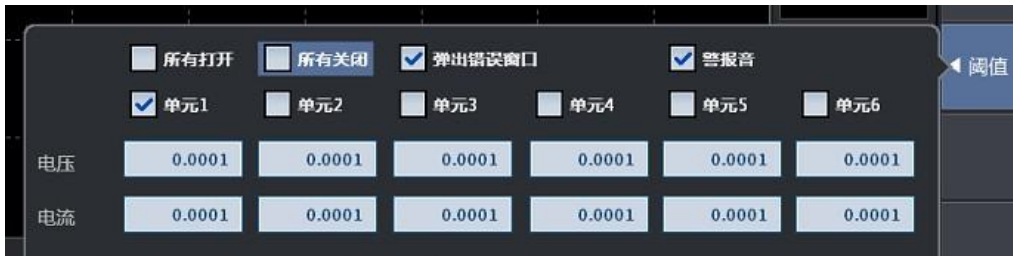 所有打开 所有关闭 弹出错误窗口 警报音
阈值
单元1 单元2 单元3 单元4 单元5 单元6
电压 0.0001 0.0001 0.0001 0.0001 0.0001 0.0001
电流 0.0001 0.0001 0.0001 0.0001 0.0001 0.0001